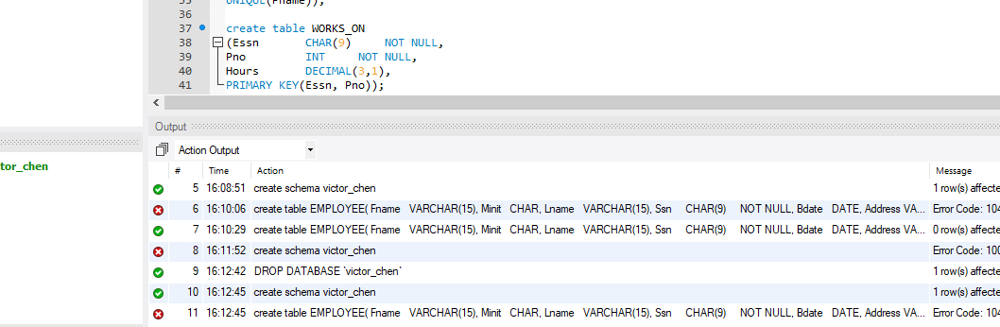 35 UNIQUE(Pname));
36
37 create table WORKS_ON
38 (Essn CHAR(9) NOT NULL,
39 Pno INT NOT NULL,
40 Hours DECIMAL(3,1),
41 PRIMARY KEY(Essn, Pno));
Output
tor_chen
Action Output
# Time Action Message
5 16:08:51 create schema victor_chen 1 row(s) affecte
6 16:10:06 create table EMPLOYEE( Fname VARCHAR(15), Minit CHAR, Lname VARCHAR(15), Ssn CHAR(9) NOT NULL, Bdate DATE, Address VA... Error Code: 104
7 16:10:29 create table EMPLOYEE( Fname VARCHAR(15), Minit CHAR, Lname VARCHAR(15), Ssn CHAR(9) NOT NULL, Bdate DATE, Address VA... 0 row(s) affecte
8 16:11:52 create schema victor_chen Error Code: 100
9 16:12:42 DROP DATABASE `victor_chen` 1 row(s) affecte
10 16:12:45 create schema victor_chen 1 row(s) affecte
11 16:12:45 create table EMPLOYEE( Fname VARCHAR(15), Minit CHAR, Lname VARCHAR(15), Ssn CHAR(9) NOT NULL, Bdate DATE, Address VA... Error Code: 104